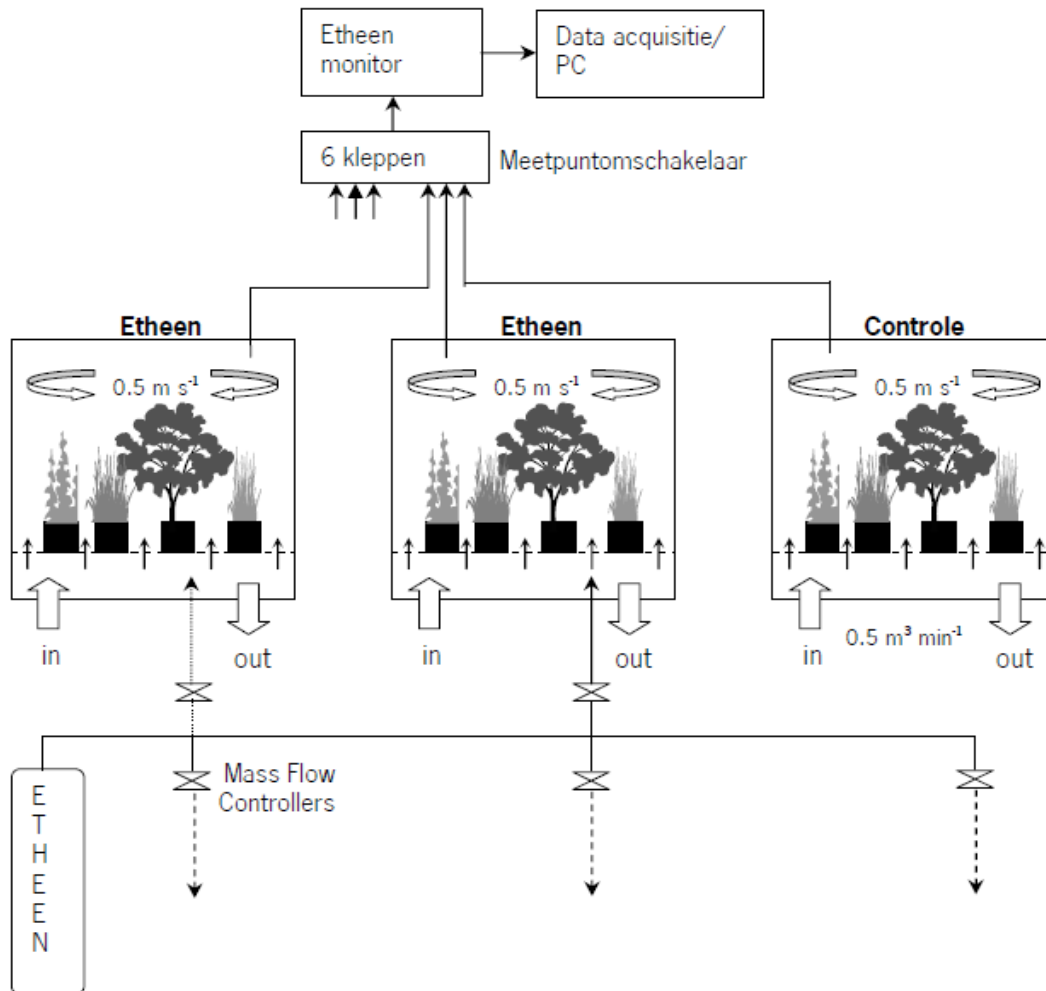 Etheen
monitor
Data acquisitie/
PC
6 kleppen
Meetpuntomschakelaar
Etheen
Etheen
Controle
0.5 m s⁻¹
0.5 m s⁻¹
0.5 m s⁻¹
in
out
in
out
in
0.5 m³ min⁻¹
out
Mass Flow
Controllers
E
T
H
E
E
N